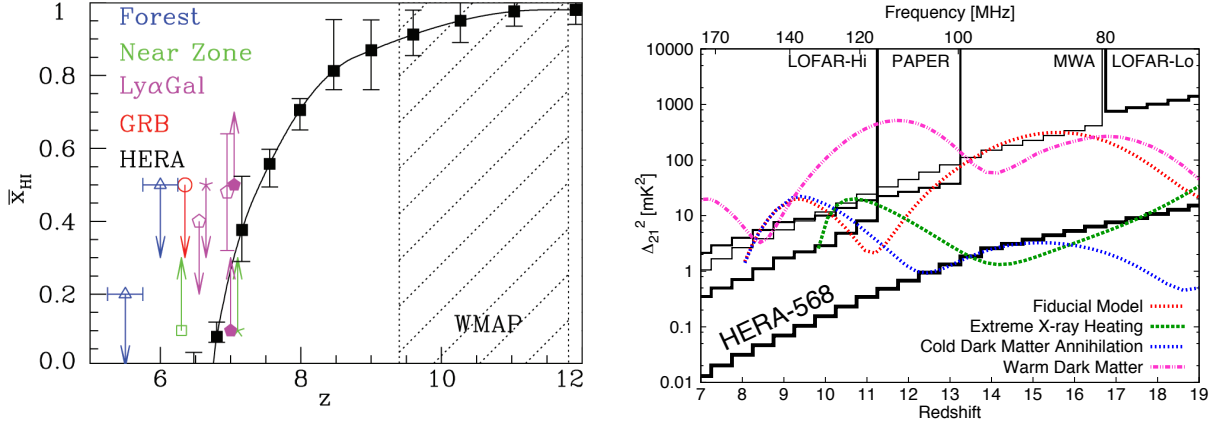 1
0.8
0.6
0.4
0.2
0.0
x̄HI
Forest
Near Zone
LyαGal
GRB
HERA
WMAP
6
8
10
12
z
Frequency [MHz]
170
140
120
100
80
10000
1000
100
10
1
0.1
0.01
Δ21² [mK²]
LOFAR-Hi
PAPER
MWA
LOFAR-Lo
HERA-568
Fiducial Model
Extreme X-ray Heating
Cold Dark Matter Annihilation
Warm Dark Matter
7 8 9 10 11 12 13 14 15 16 17 18 19
Redshift